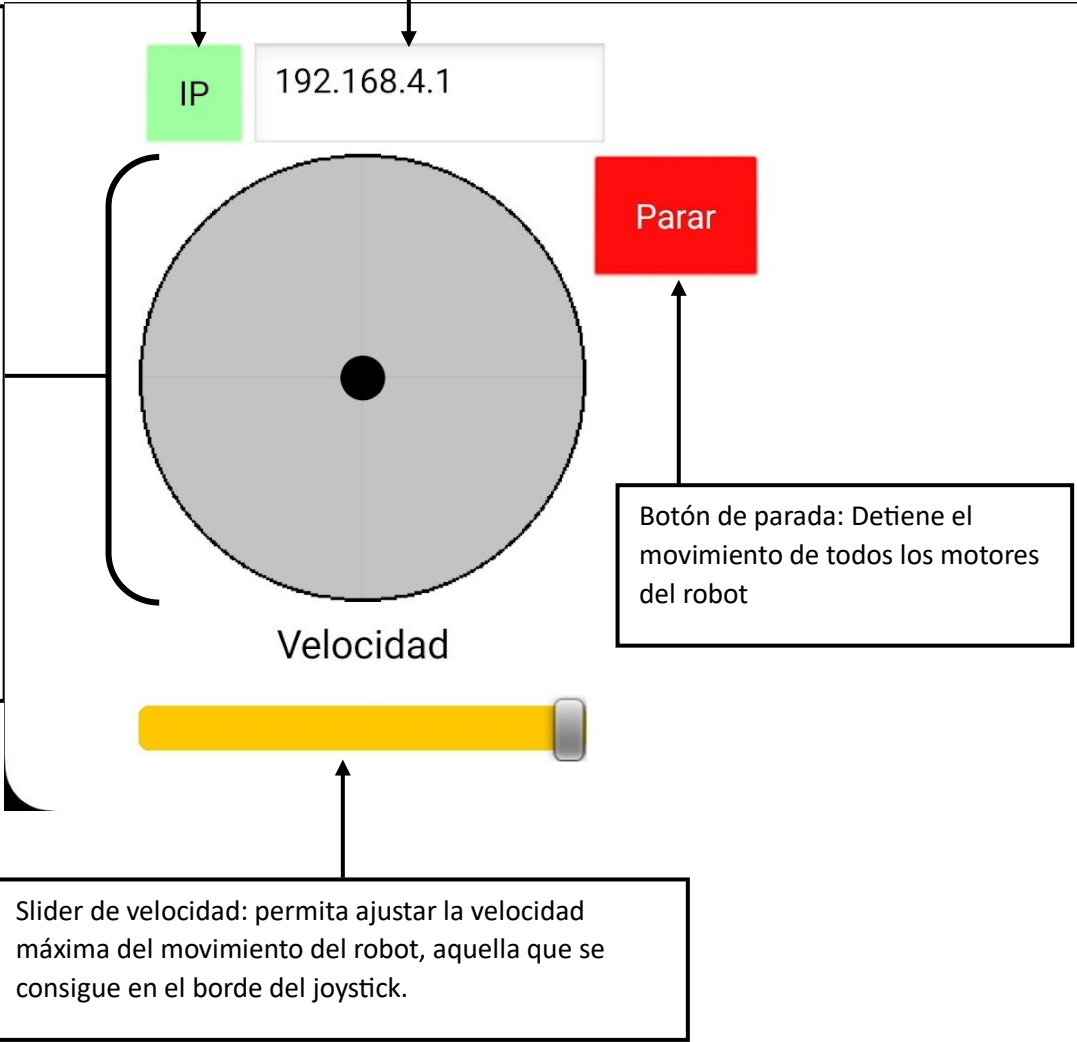 IP
192.168.4.1
Parar
Botón de parada: Detiene el
movimiento de todos los motores
del robot
Velocidad
Slider de velocidad: permita ajustar la velocidad
máxima del movimiento del robot, aquella que se
consigue en el borde del joystick.